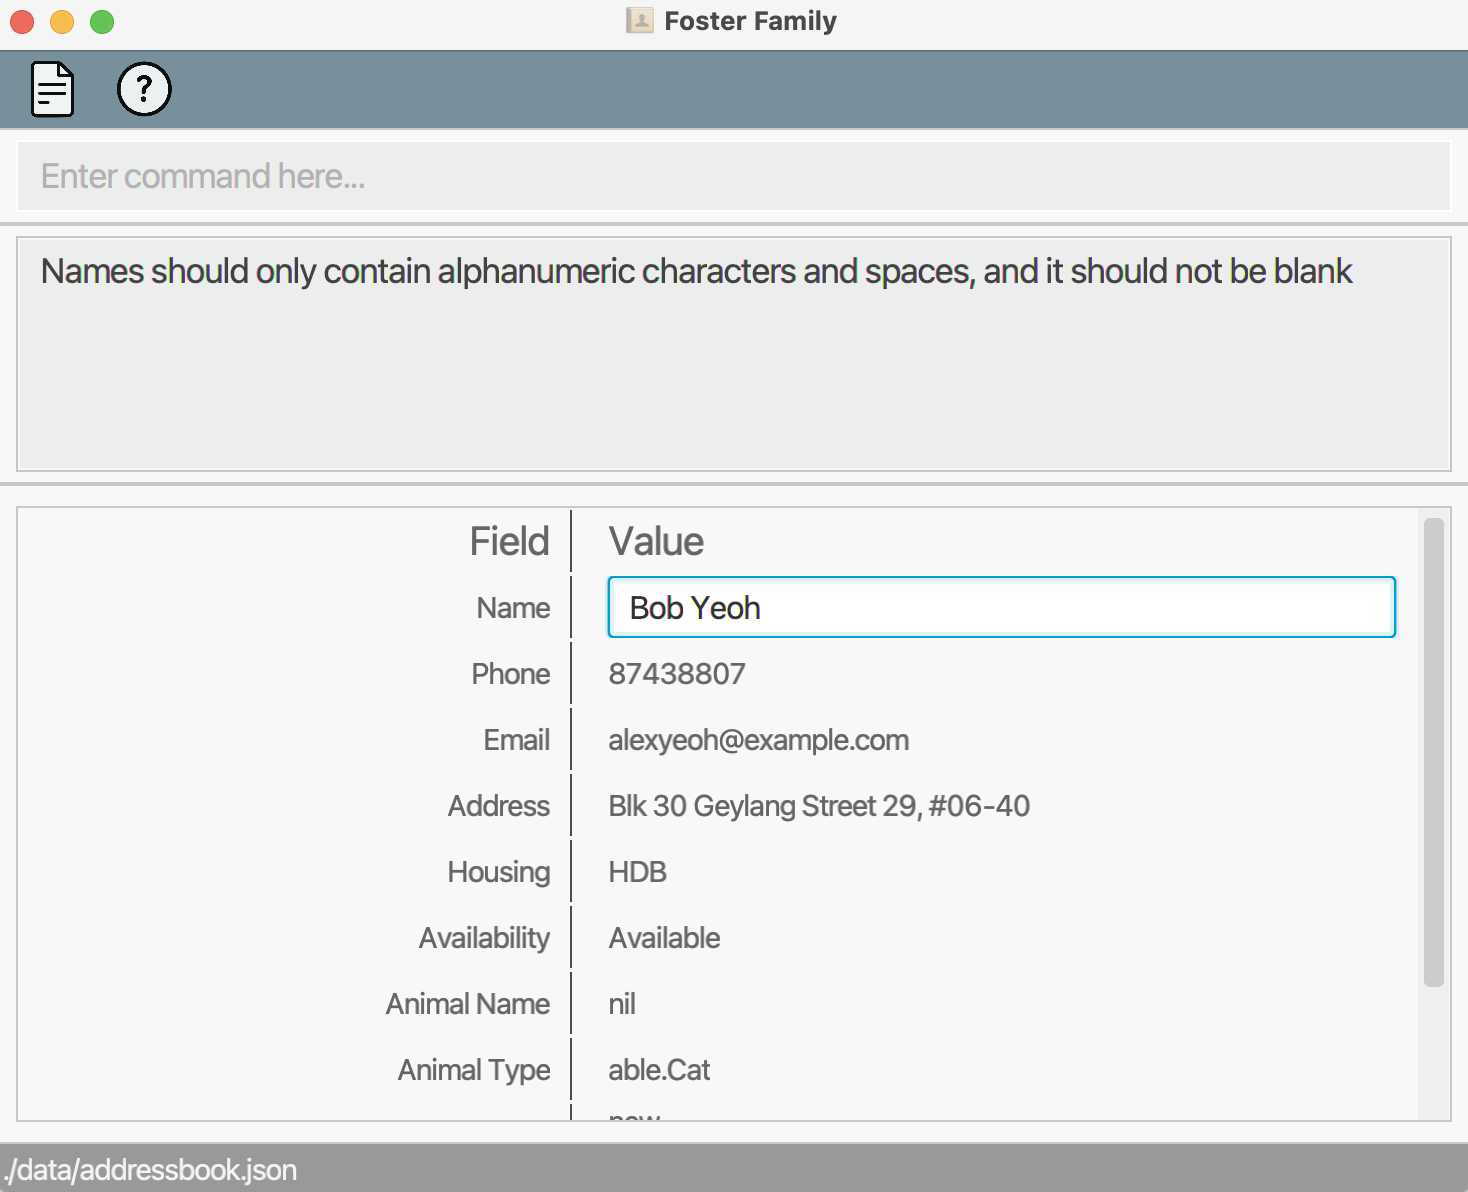 Foster Family
?
Enter command here...
Names should only contain alphanumeric characters and spaces, and it should not be blank
Field Value
Name Bob Yeoh
Phone 87438807
Email alexyeoh@example.com
Address Blk 30 Geylang Street 29, #06-40
Housing HDB
Availability Available
Animal Name nil
Animal Type able.Cat
./data/addressbook.json